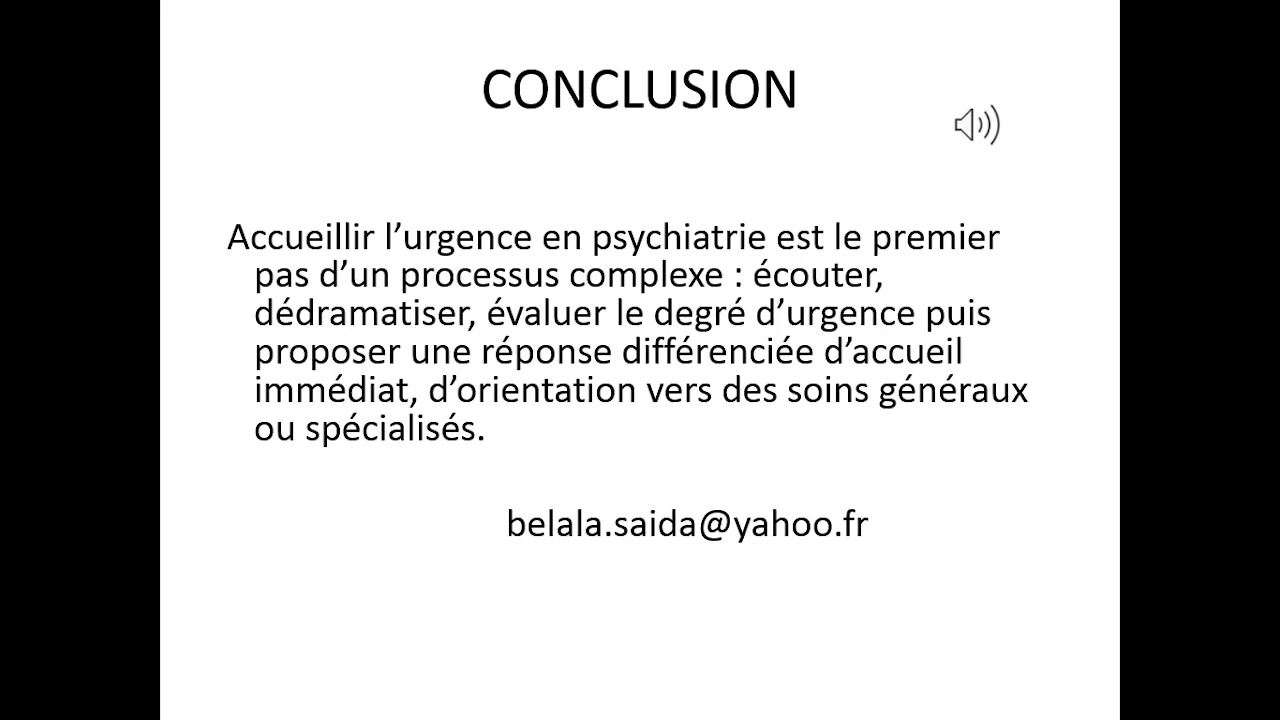 CONCLUSION
Accueillir l’urgence en psychiatrie est le premier
pas d’un processus complexe : écouter,
dédramatiser, évaluer le degré d’urgence puis
proposer une réponse différenciée d’accueil
immédiat, d’orientation vers des soins généraux
ou spécialisés.
belala.saida@yahoo.fr